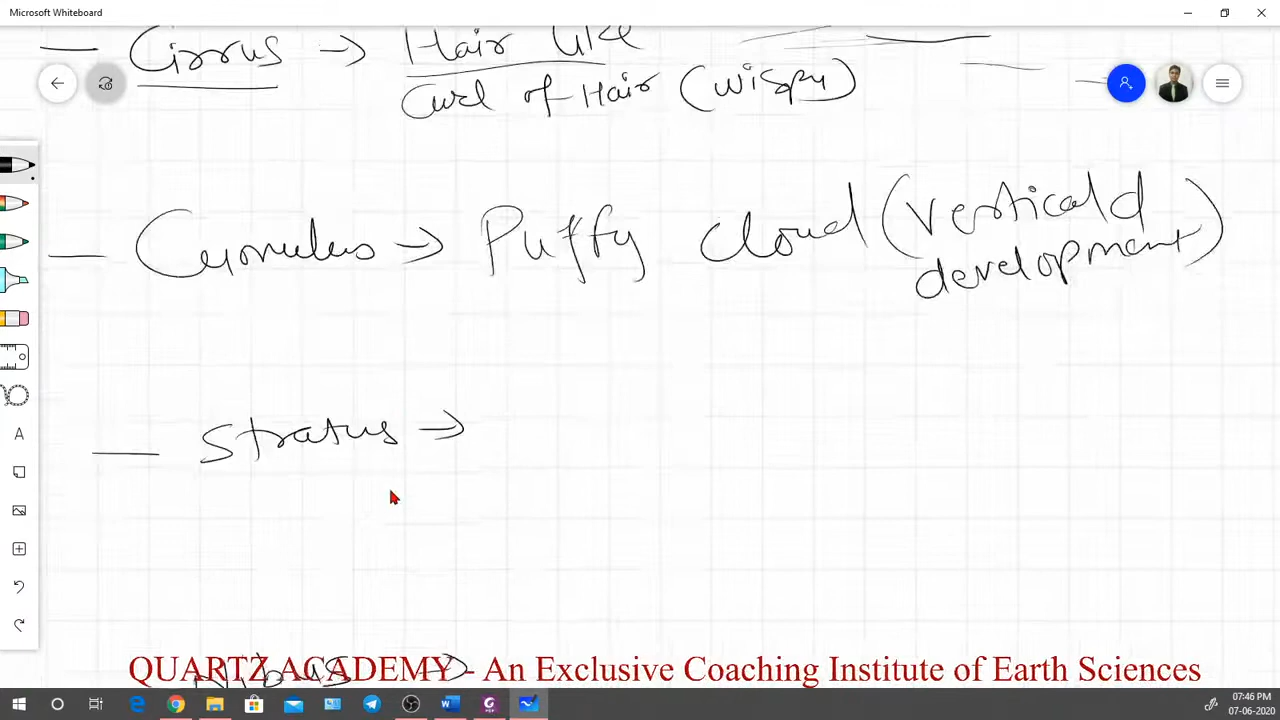 Microsoft Whiteboard
— Cirrus → Hair like
Curl of Hair (wispy)
— Cumulus → Puffy cloud (vertical d
development)
— Stratus →
Nimbus →
QUARTZ ACADEMY - An Exclusive Coaching Institute of Earth Sciences
07:46 PM
07-06-2020